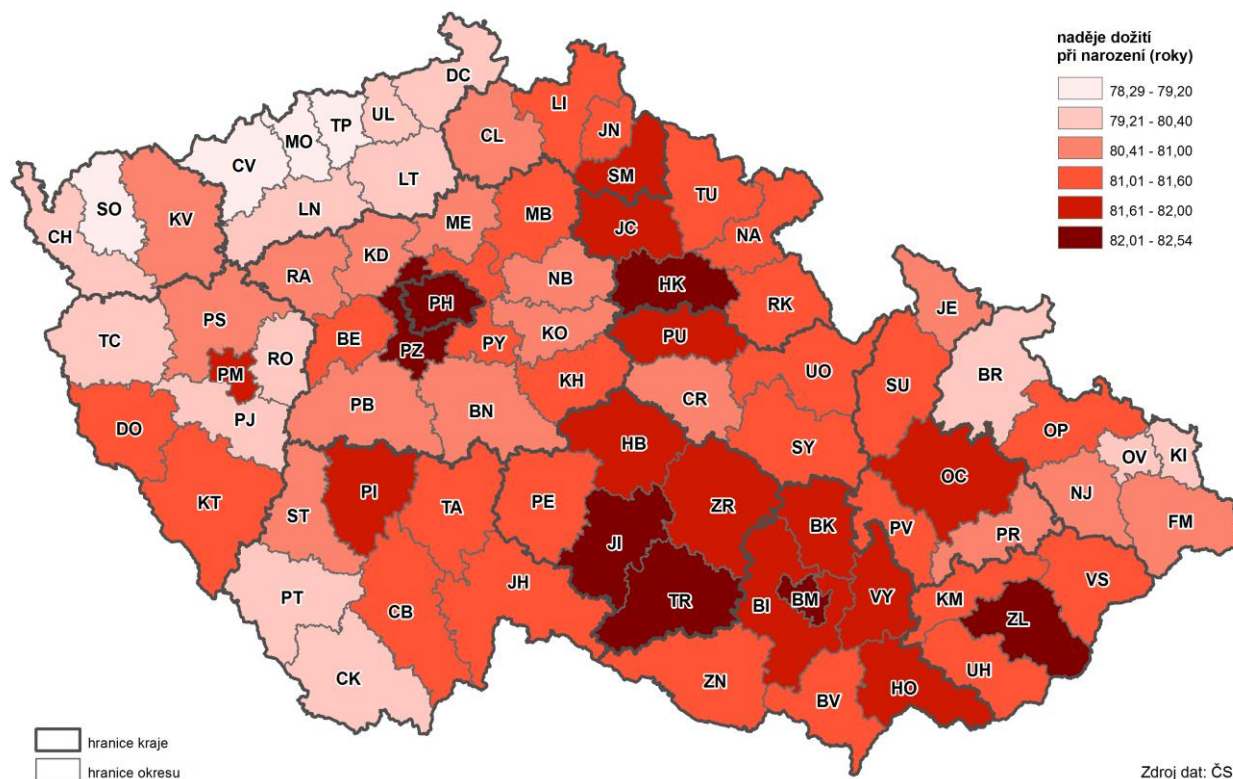 naděje dožití
při narození (roky)
78,29 - 79,20
79,21 - 80,40
80,41 - 81,00
81,01 - 81,60
81,61 - 82,00
82,01 - 82,54
DC
LI
UL
TP
JN
MO
CL
CV
LT
SM
TU
SO
KV
LN
ME
MB
JC
CH
NA
KD
RA
NB
HK
JE
PH
RK
PS
TC
BE
KO
PU
PZ
PY
RO
BR
PM
UO
SU
KH
CR
PB
BN
PJ
DO
OP
HB
SY
OV
KI
OC
PI
NJ
KT
TA
PE
ZR
ST
BK
PV
PR
FM
JI
VS
JH
TR
BI
BM
VY
KM
PT
CB
ZL
UH
CK
ZN
HO
BV
hranice kraje
hranice okresu
Zdroj dat: ČS